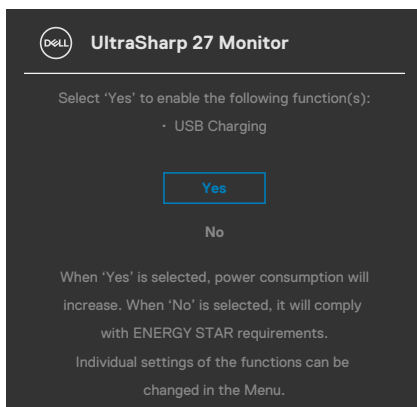 DELL
UltraSharp 27 Monitor
Select ‘Yes’ to enable the following function(s):
· USB Charging
Yes
No
When ‘Yes’ is selected, power consumption will
increase. When ‘No’ is selected, it will comply
with ENERGY STAR requirements.
Individual settings of the functions can be
changed in the Menu.